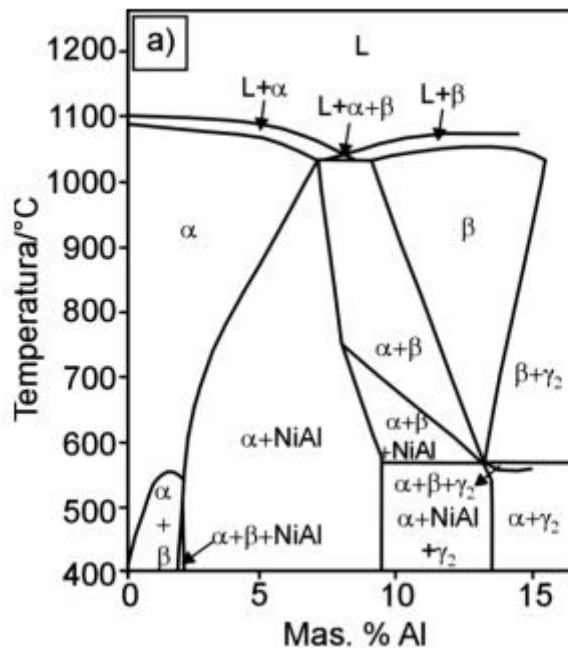 a)
L
1200
L+α
L+α+β
L+β
1100
1000
α
β
900
800
α+β
β+γ₂
700
α+β
+NiAl
α+NiAl
600
α+β+γ₂
α
+
β
α+NiAl
+γ₂
α+γ₂
500
α+β+NiAl
400
0
5
10
15
Temperatura/°C
Mas. % Al